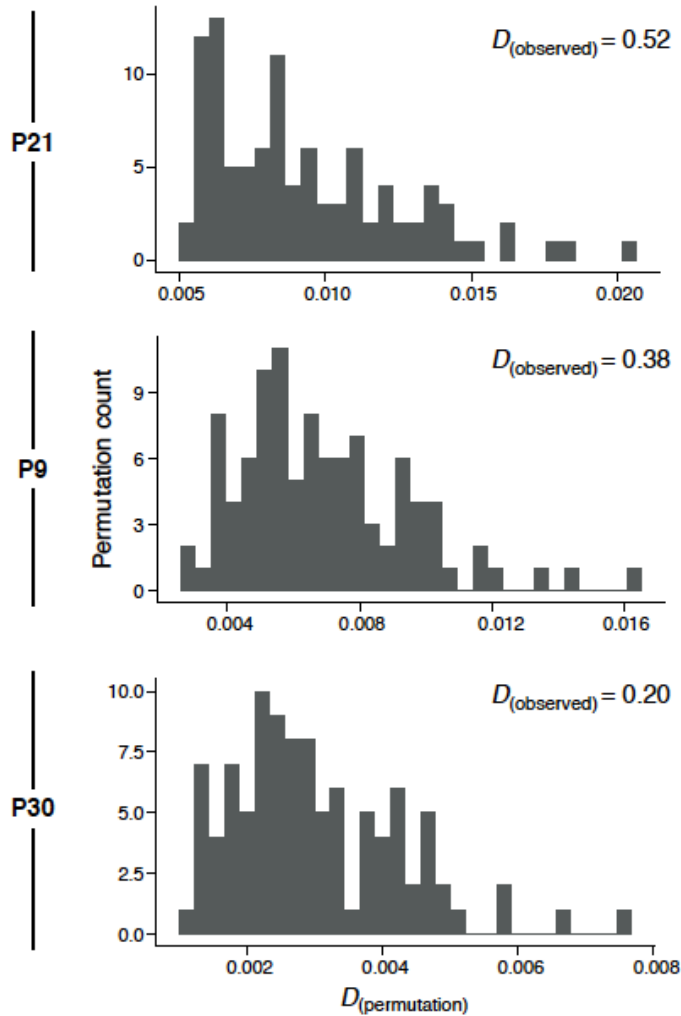 P21
D(observed) = 0.52
10
5
0
0.005 0.010 0.015 0.020
P9
Permutation count
D(observed) = 0.38
9
6
3
0
0.004 0.008 0.012 0.016
P30
D(observed) = 0.20
10.0
7.5
5.0
2.5
0.0
0.002 0.004 0.006 0.008
D(permutation)